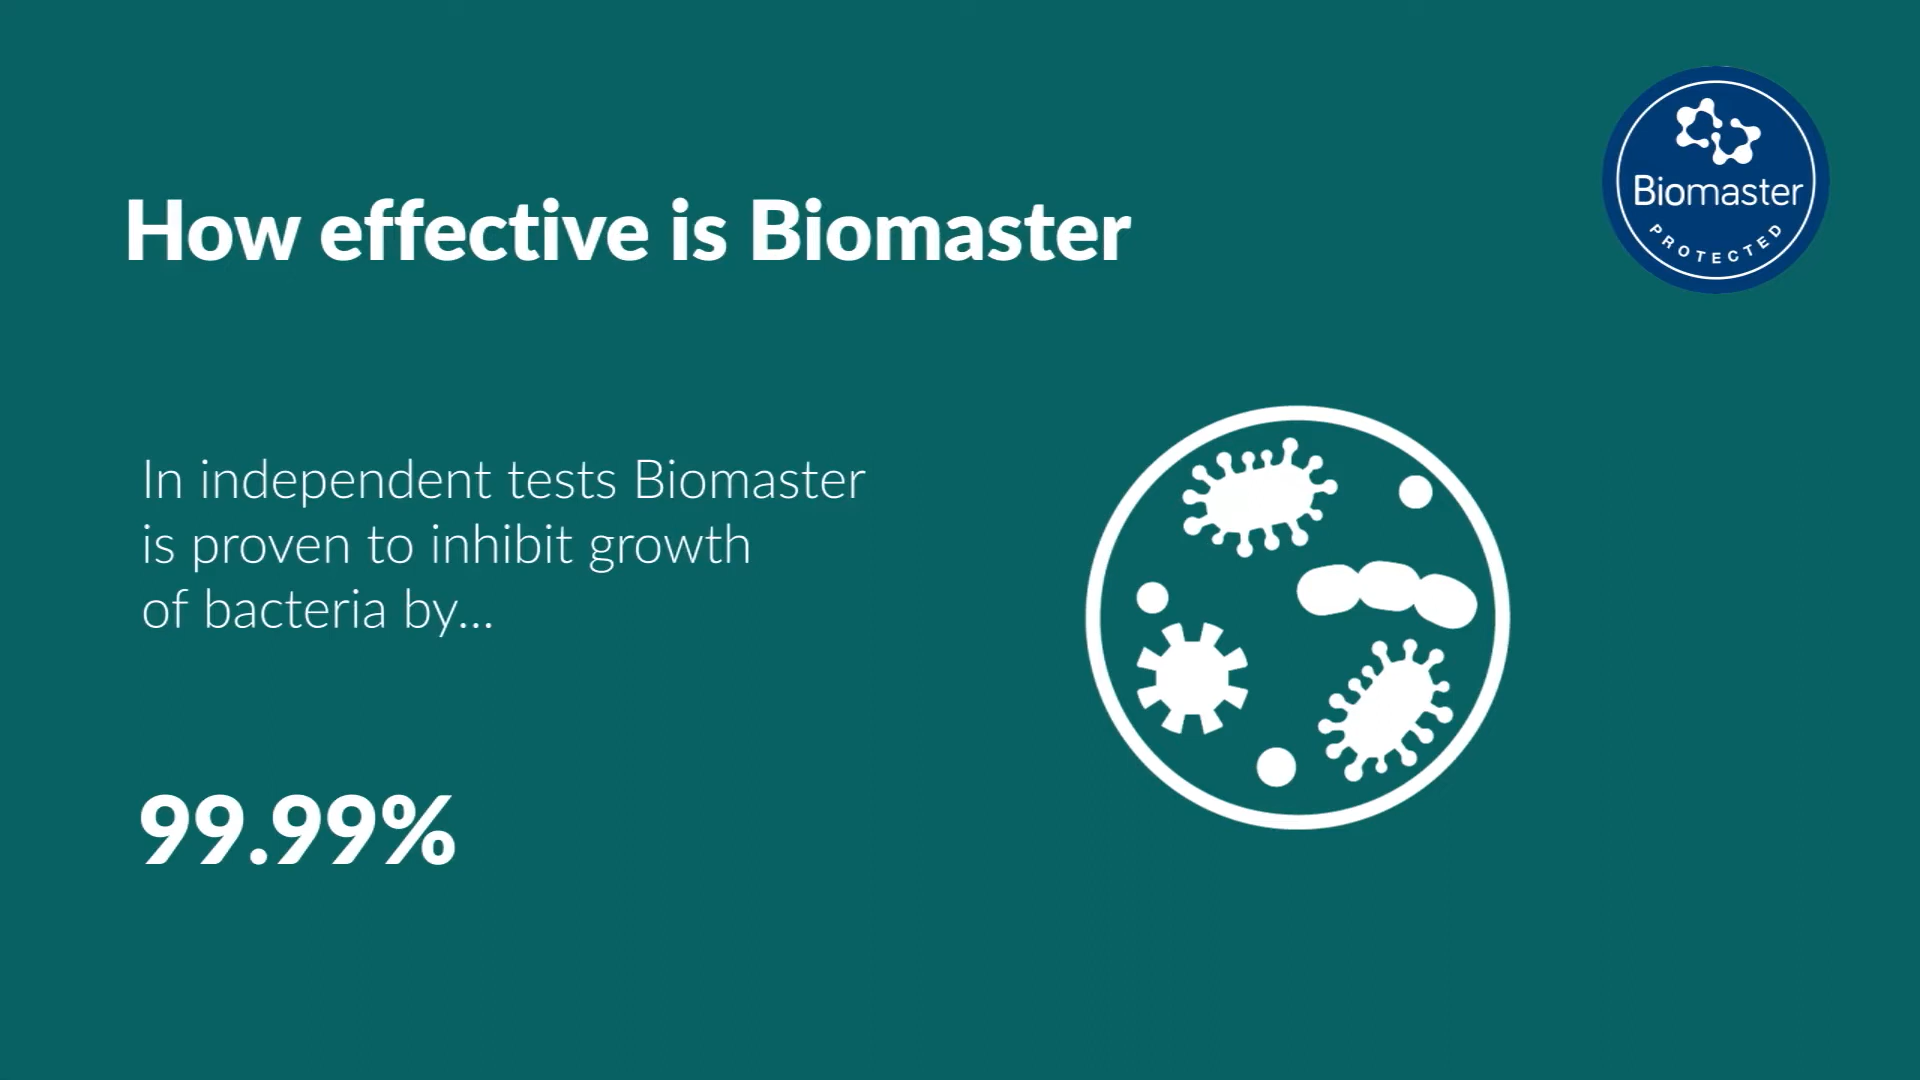 How effective is Biomaster
Biomaster
PROTECTED
In independent tests Biomaster
is proven to inhibit growth
of bacteria by...
99.99%